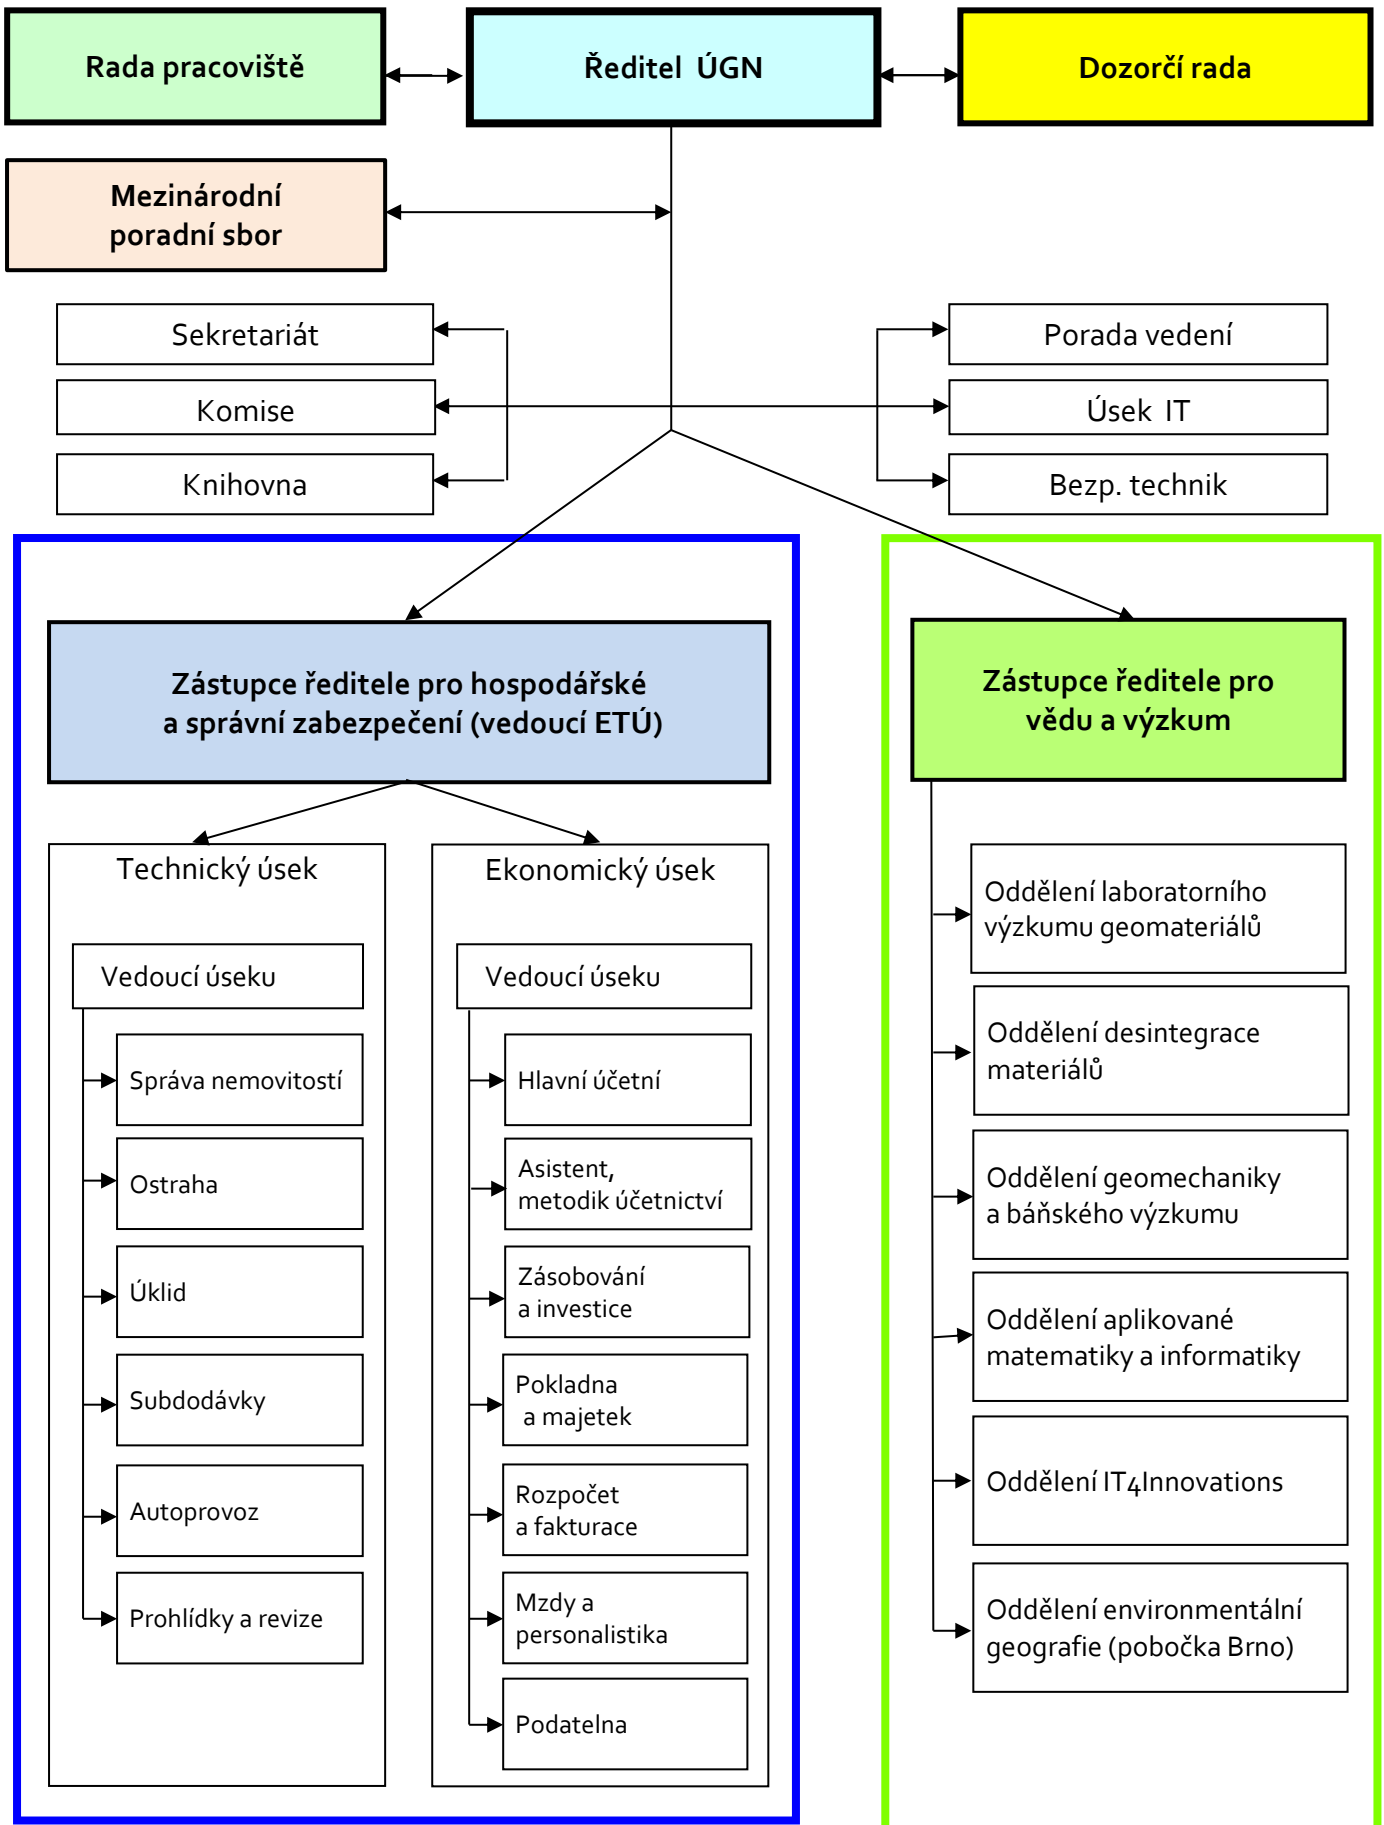 Rada pracoviště
Ředitel ÚGN
Dozorčí rada
Mezinárodní
poradní sbor
Sekretariát
Porada vedení
Komise
Úsek IT
Knihovna
Bezp. technik
Zástupce ředitele pro hospodářské
a správní zabezpečení (vedoucí ETÚ)
Zástupce ředitele pro
vědu a výzkum
Technický úsek
Vedoucí úseku
Správa nemovitostí
Ostraha
Úklid
Subdodávky
Autoprovoz
Prohlídky a revize
Ekonomický úsek
Vedoucí úseku
Hlavní účetní
Asistent,
metodik účetnictví
Zásobování
a investice
Pokladna
a majetek
Rozpočet
a fakturace
Mzdy a
personalistika
Podatelna
Oddělení laboratorního
výzkumu geomateriálů
Oddělení desintegrace
materiálů
Oddělení geomechaniky
a báňského výzkumu
Oddělení aplikované
matematiky a informatiky
Oddělení IT4Innovations
Oddělení environmentální
geografie (pobočka Brno)